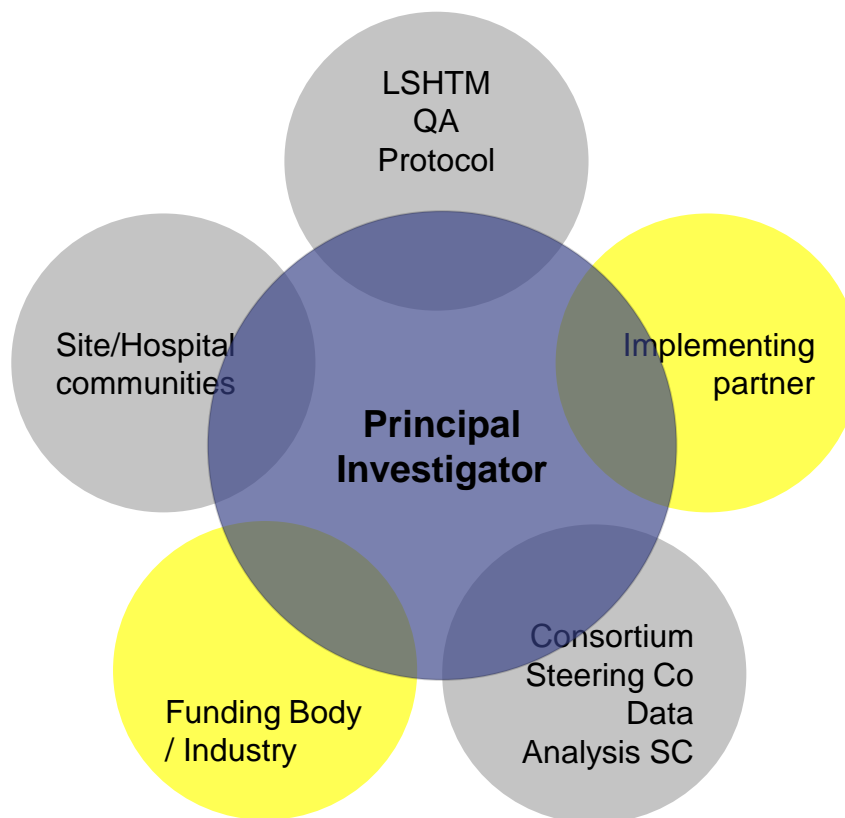 LSHTM
QA
Protocol
Site/Hospital
communities
Implementing
partner
Principal
Investigator
Consortium
Steering Co
Data
Analysis SC
Funding Body
/ Industry